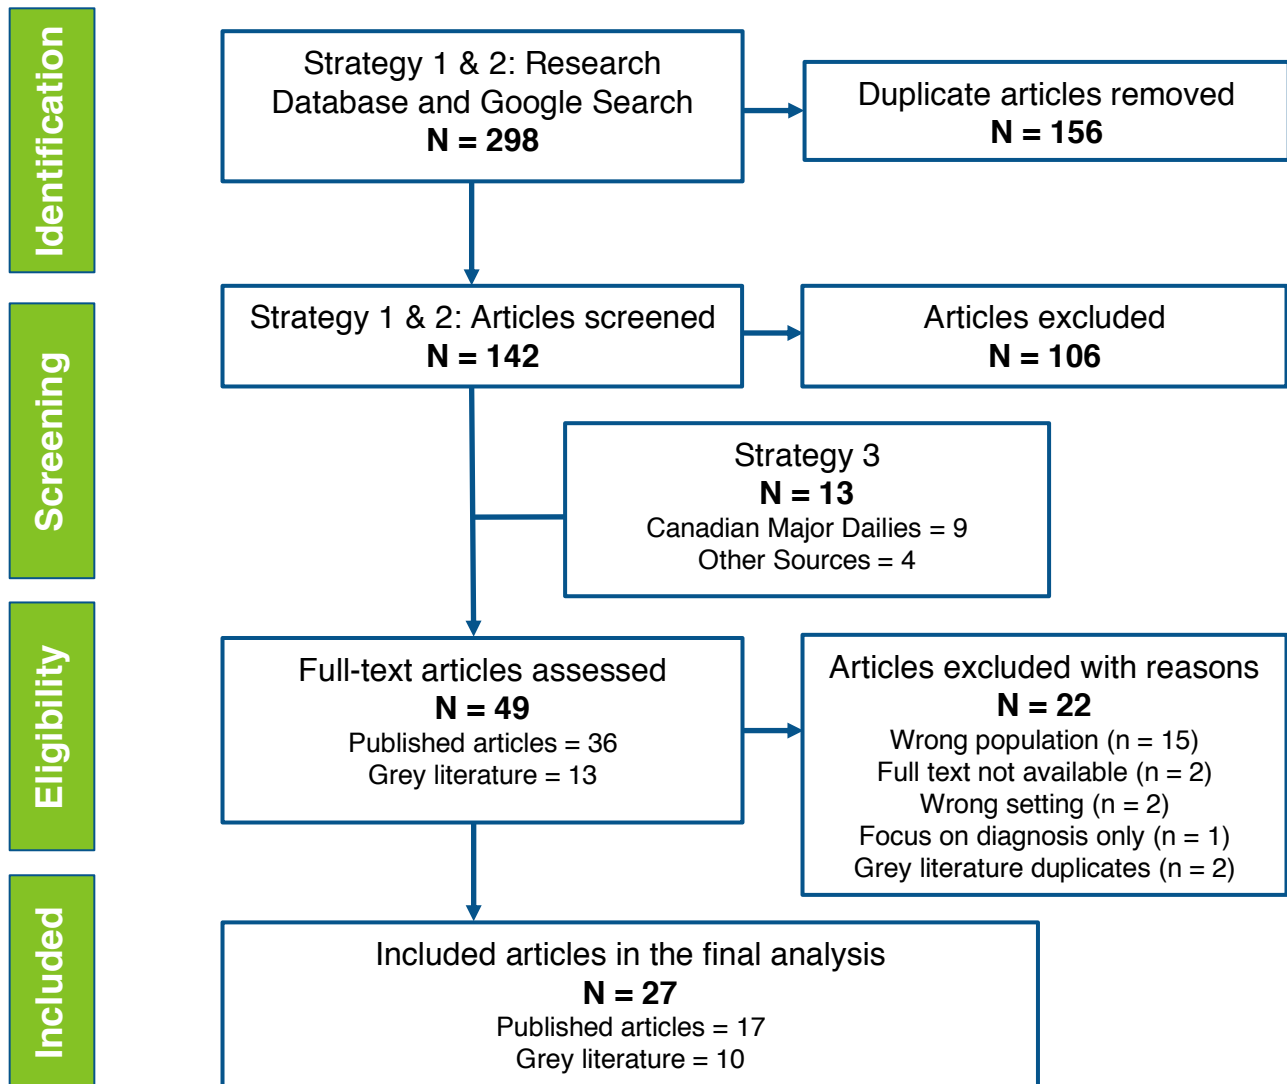 Identification
Strategy 1 & 2: Research
Database and Google Search
N = 298
Duplicate articles removed
N = 156
Screening
Strategy 1 & 2: Articles screened
N = 142
Articles excluded
N = 106
Strategy 3
N = 13
Canadian Major Dailies = 9
Other Sources = 4
Eligibility
Full-text articles assessed
N = 49
Published articles = 36
Grey literature = 13
Articles excluded with reasons
N = 22
Wrong population (n = 15)
Full text not available (n = 2)
Wrong setting (n = 2)
Focus on diagnosis only (n = 1)
Grey literature duplicates (n = 2)
Included
Included articles in the final analysis
N = 27
Published articles = 17
Grey literature = 10